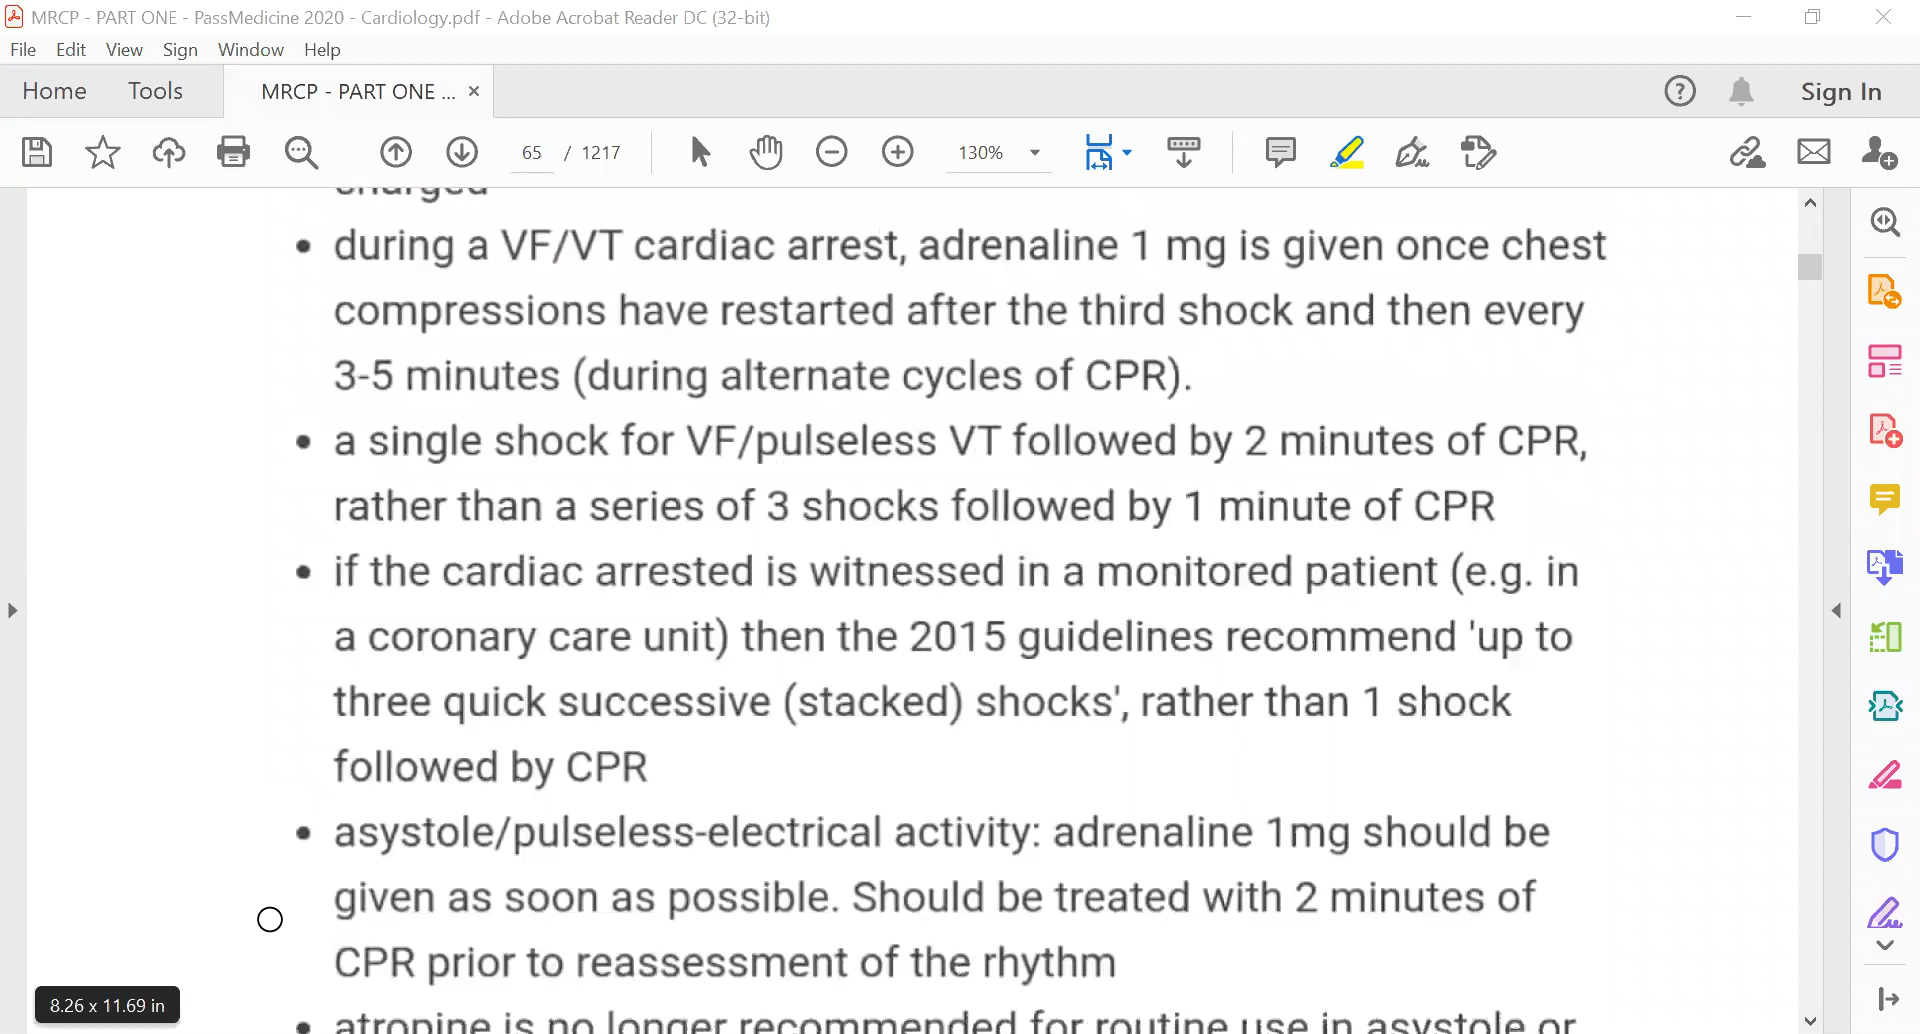 MRCP - PART ONE - PassMedicine 2020 - Cardiology.pdf - Adobe Acrobat Reader DC (32-bit)
File Edit View Sign Window Help
Home Tools MRCP - PART ONE ... × Sign In
65 / 1217 130%
charged
• during a VF/VT cardiac arrest, adrenaline 1 mg is given once chest
compressions have restarted after the third shock and then every
3-5 minutes (during alternate cycles of CPR).
• a single shock for VF/pulseless VT followed by 2 minutes of CPR,
rather than a series of 3 shocks followed by 1 minute of CPR
• if the cardiac arrested is witnessed in a monitored patient (e.g. in
a coronary care unit) then the 2015 guidelines recommend 'up to
three quick successive (stacked) shocks', rather than 1 shock
followed by CPR
• asystole/pulseless-electrical activity: adrenaline 1mg should be
given as soon as possible. Should be treated with 2 minutes of
CPR prior to reassessment of the rhythm
• atropine is no longer recommended for routine use in asystole or
8.26 x 11.69 in